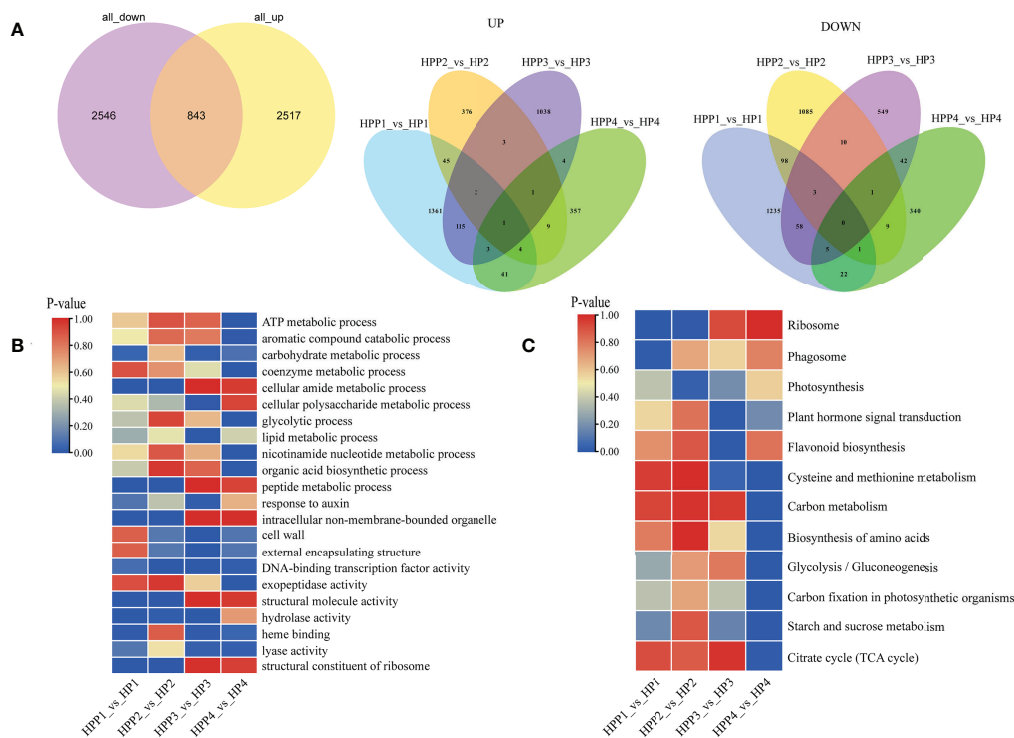 A
all_down
all_up
2546
843
2517
UP
HPP2_vs_HP2
HPP3_vs_HP3
HPP1_vs_HP1
HPP4_vs_HP4
376
1038
45
3
4
1361
1
357
115
1
9
3
4
41
DOWN
HPP2_vs_HP2
HPP3_vs_HP3
HPP1_vs_HP1
HPP4_vs_HP4
1085
549
98
10
42
1235
3
1
340
58
0
9
5
1
22
B
P-value
1.00
0.80
0.60
0.40
0.20
0.00
ATP metabolic process
aromatic compound catabolic process
carbohydrate metabolic process
coenzyme metabolic process
cellular amide metabolic process
cellular polysaccharide metabolic process
glycolytic process
lipid metabolic process
nicotinamide nucleotide metabolic process
organic acid biosynthetic process
peptide metabolic process
response to auxin
intracellular non-membrane-bounded organelle
cell wall
external encapsulating structure
DNA-binding transcription factor activity
exopeptidase activity
structural molecule activity
hydrolase activity
heme binding
lyase activity
structural constituent of ribosome
HPP1_vs_HP1
HPP2_vs_HP2
HPP3_vs_HP3
HPP4_vs_HP4
C
P-value
1.00
0.80
0.60
0.40
0.20
0.00
Ribosome
Phagosome
Photosynthesis
Plant hormone signal transduction
Flavonoid biosynthesis
Cysteine and methionine metabolism
Carbon metabolism
Biosynthesis of amino acids
Glycolysis / Gluconeogenesis
Carbon fixation in photosynthetic organisms
Starch and sucrose metabolism
Citrate cycle (TCA cycle)
HPP1_vs_HP1
HPP2_vs_HP2
HPP3_vs_HP3
HPP4_vs_HP4